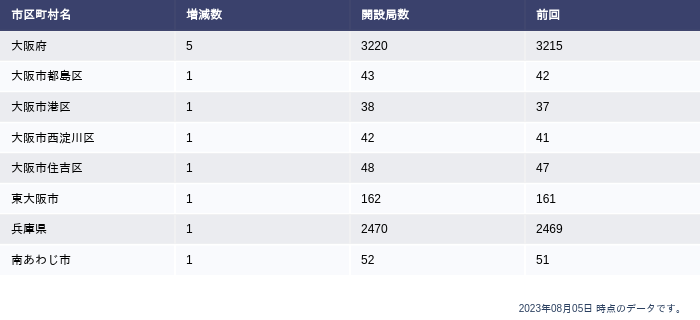 市区町村名 増減数 開設局数 前回
大阪府 5 3220 3215
大阪市都島区 1 43 42
大阪市港区 1 38 37
大阪市西淀川区 1 42 41
大阪市住吉区 1 48 47
東大阪市 1 162 161
兵庫県 1 2470 2469
南あわじ市 1 52 51
2023年08月05日 時点のデータです。